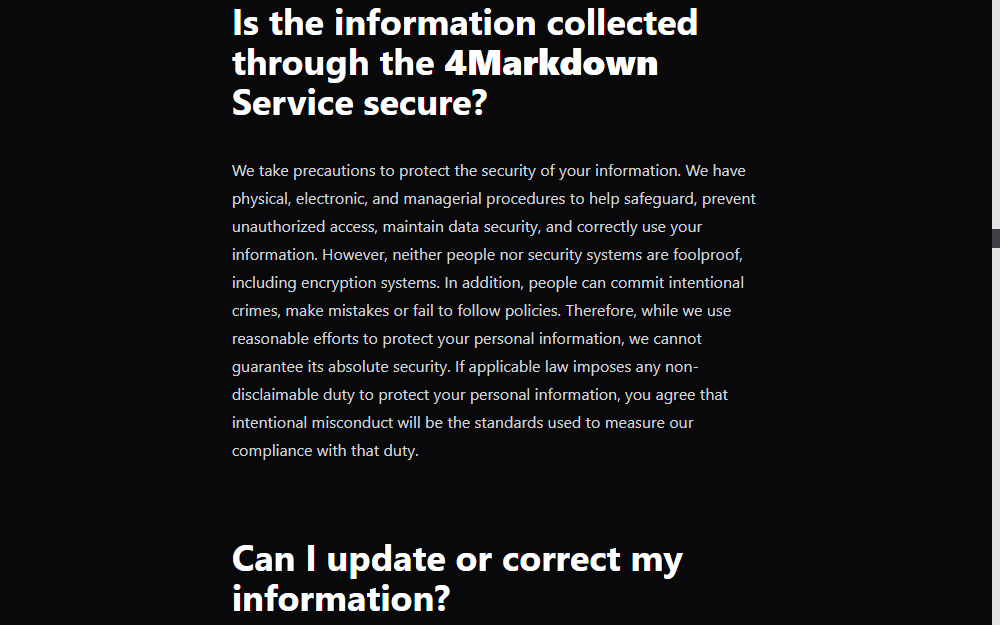 Is the information collected
through the 4Markdown
Service secure?
We take precautions to protect the security of your information. We have
physical, electronic, and managerial procedures to help safeguard, prevent
unauthorized access, maintain data security, and correctly use your
information. However, neither people nor security systems are foolproof,
including encryption systems. In addition, people can commit intentional
crimes, make mistakes or fail to follow policies. Therefore, while we use
reasonable efforts to protect your personal information, we cannot
guarantee its absolute security. If applicable law imposes any non-
disclaimable duty to protect your personal information, you agree that
intentional misconduct will be the standards used to measure our
compliance with that duty.
Can I update or correct my
information?